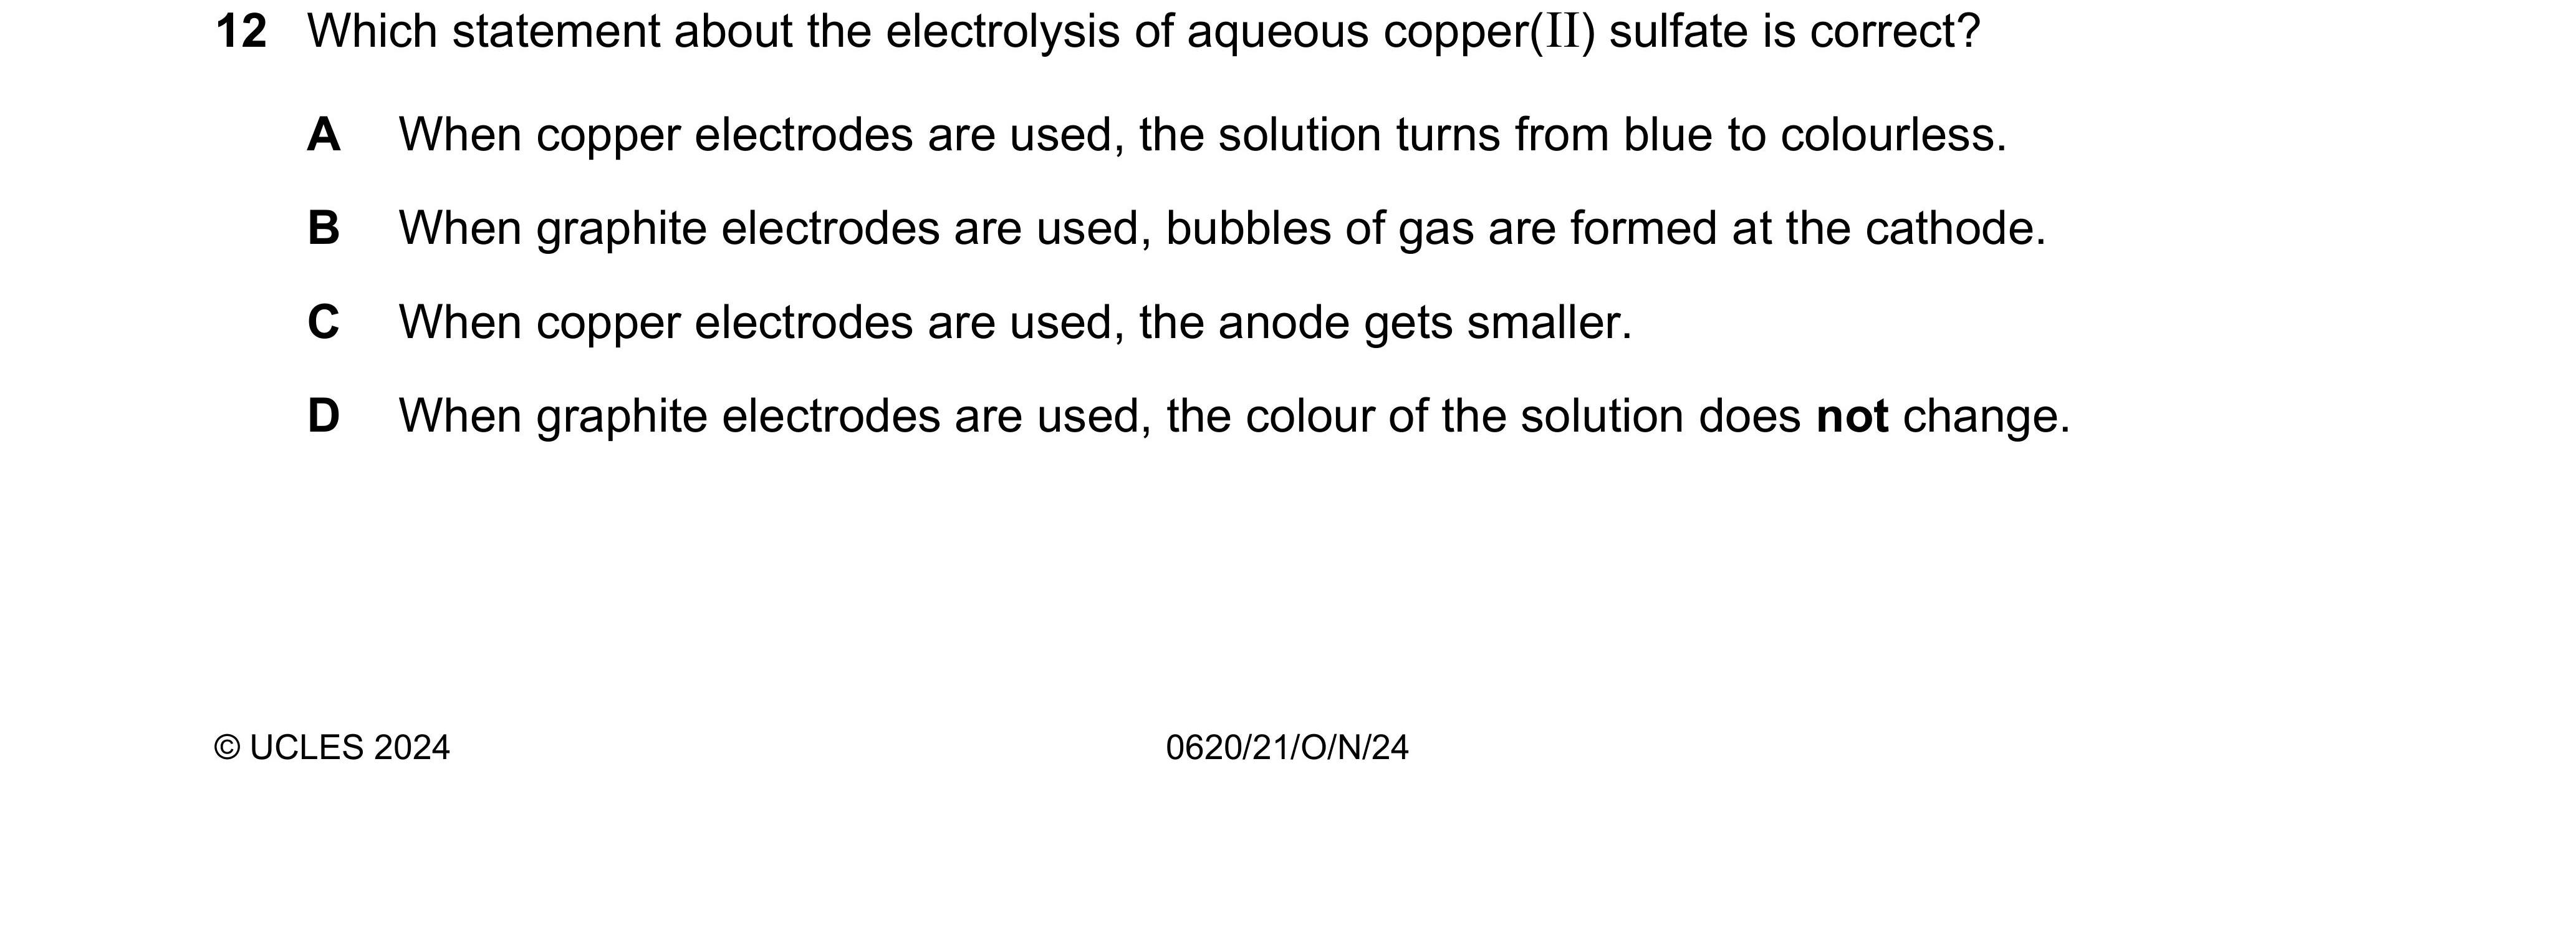 12 Which statement about the electrolysis of aqueous copper(II) sulfate is correct?
A When copper electrodes are used, the solution turns from blue to colourless.
B When graphite electrodes are used, bubbles of gas are formed at the cathode.
C When copper electrodes are used, the anode gets smaller.
D When graphite electrodes are used, the colour of the solution does not change.
© UCLES 2024 0620/21/O/N/24